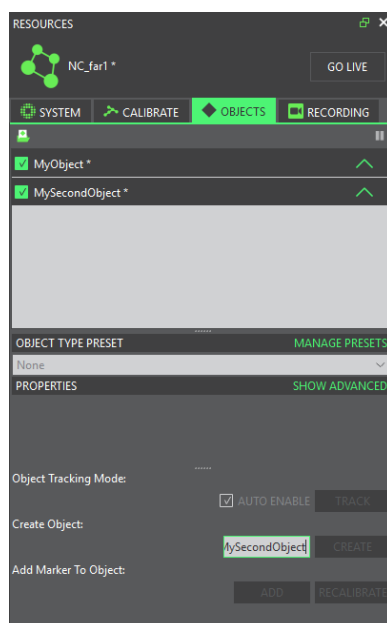 RESOURCES
NC_far1 *
GO LIVE
SYSTEM CALIBRATE OBJECTS RECORDING
MyObject *
MySecondObject *
OBJECT TYPE PRESET MANAGE PRESETS
None
PROPERTIES SHOW ADVANCED
Object Tracking Mode:
AUTO ENABLE TRACK
Create Object:
MySecondObject CREATE
Add Marker To Object:
ADD RECALIBRATE